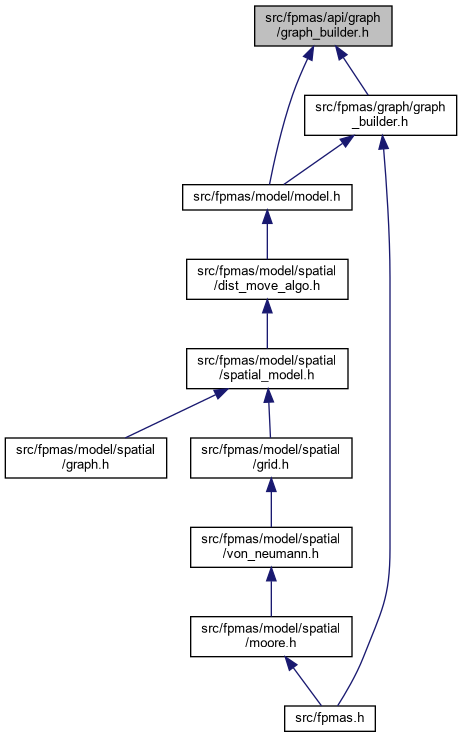 src/fpmas/api/graph
/graph_builder.h
src/fpmas/graph/graph
_builder.h
src/fpmas/model/model.h
src/fpmas/model/spatial
/dist_move_algo.h
src/fpmas/model/spatial
/spatial_model.h
src/fpmas/model/spatial
/graph.h
src/fpmas/model/spatial
/grid.h
src/fpmas/model/spatial
/von_neumann.h
src/fpmas/model/spatial
/moore.h
src/fpmas.h